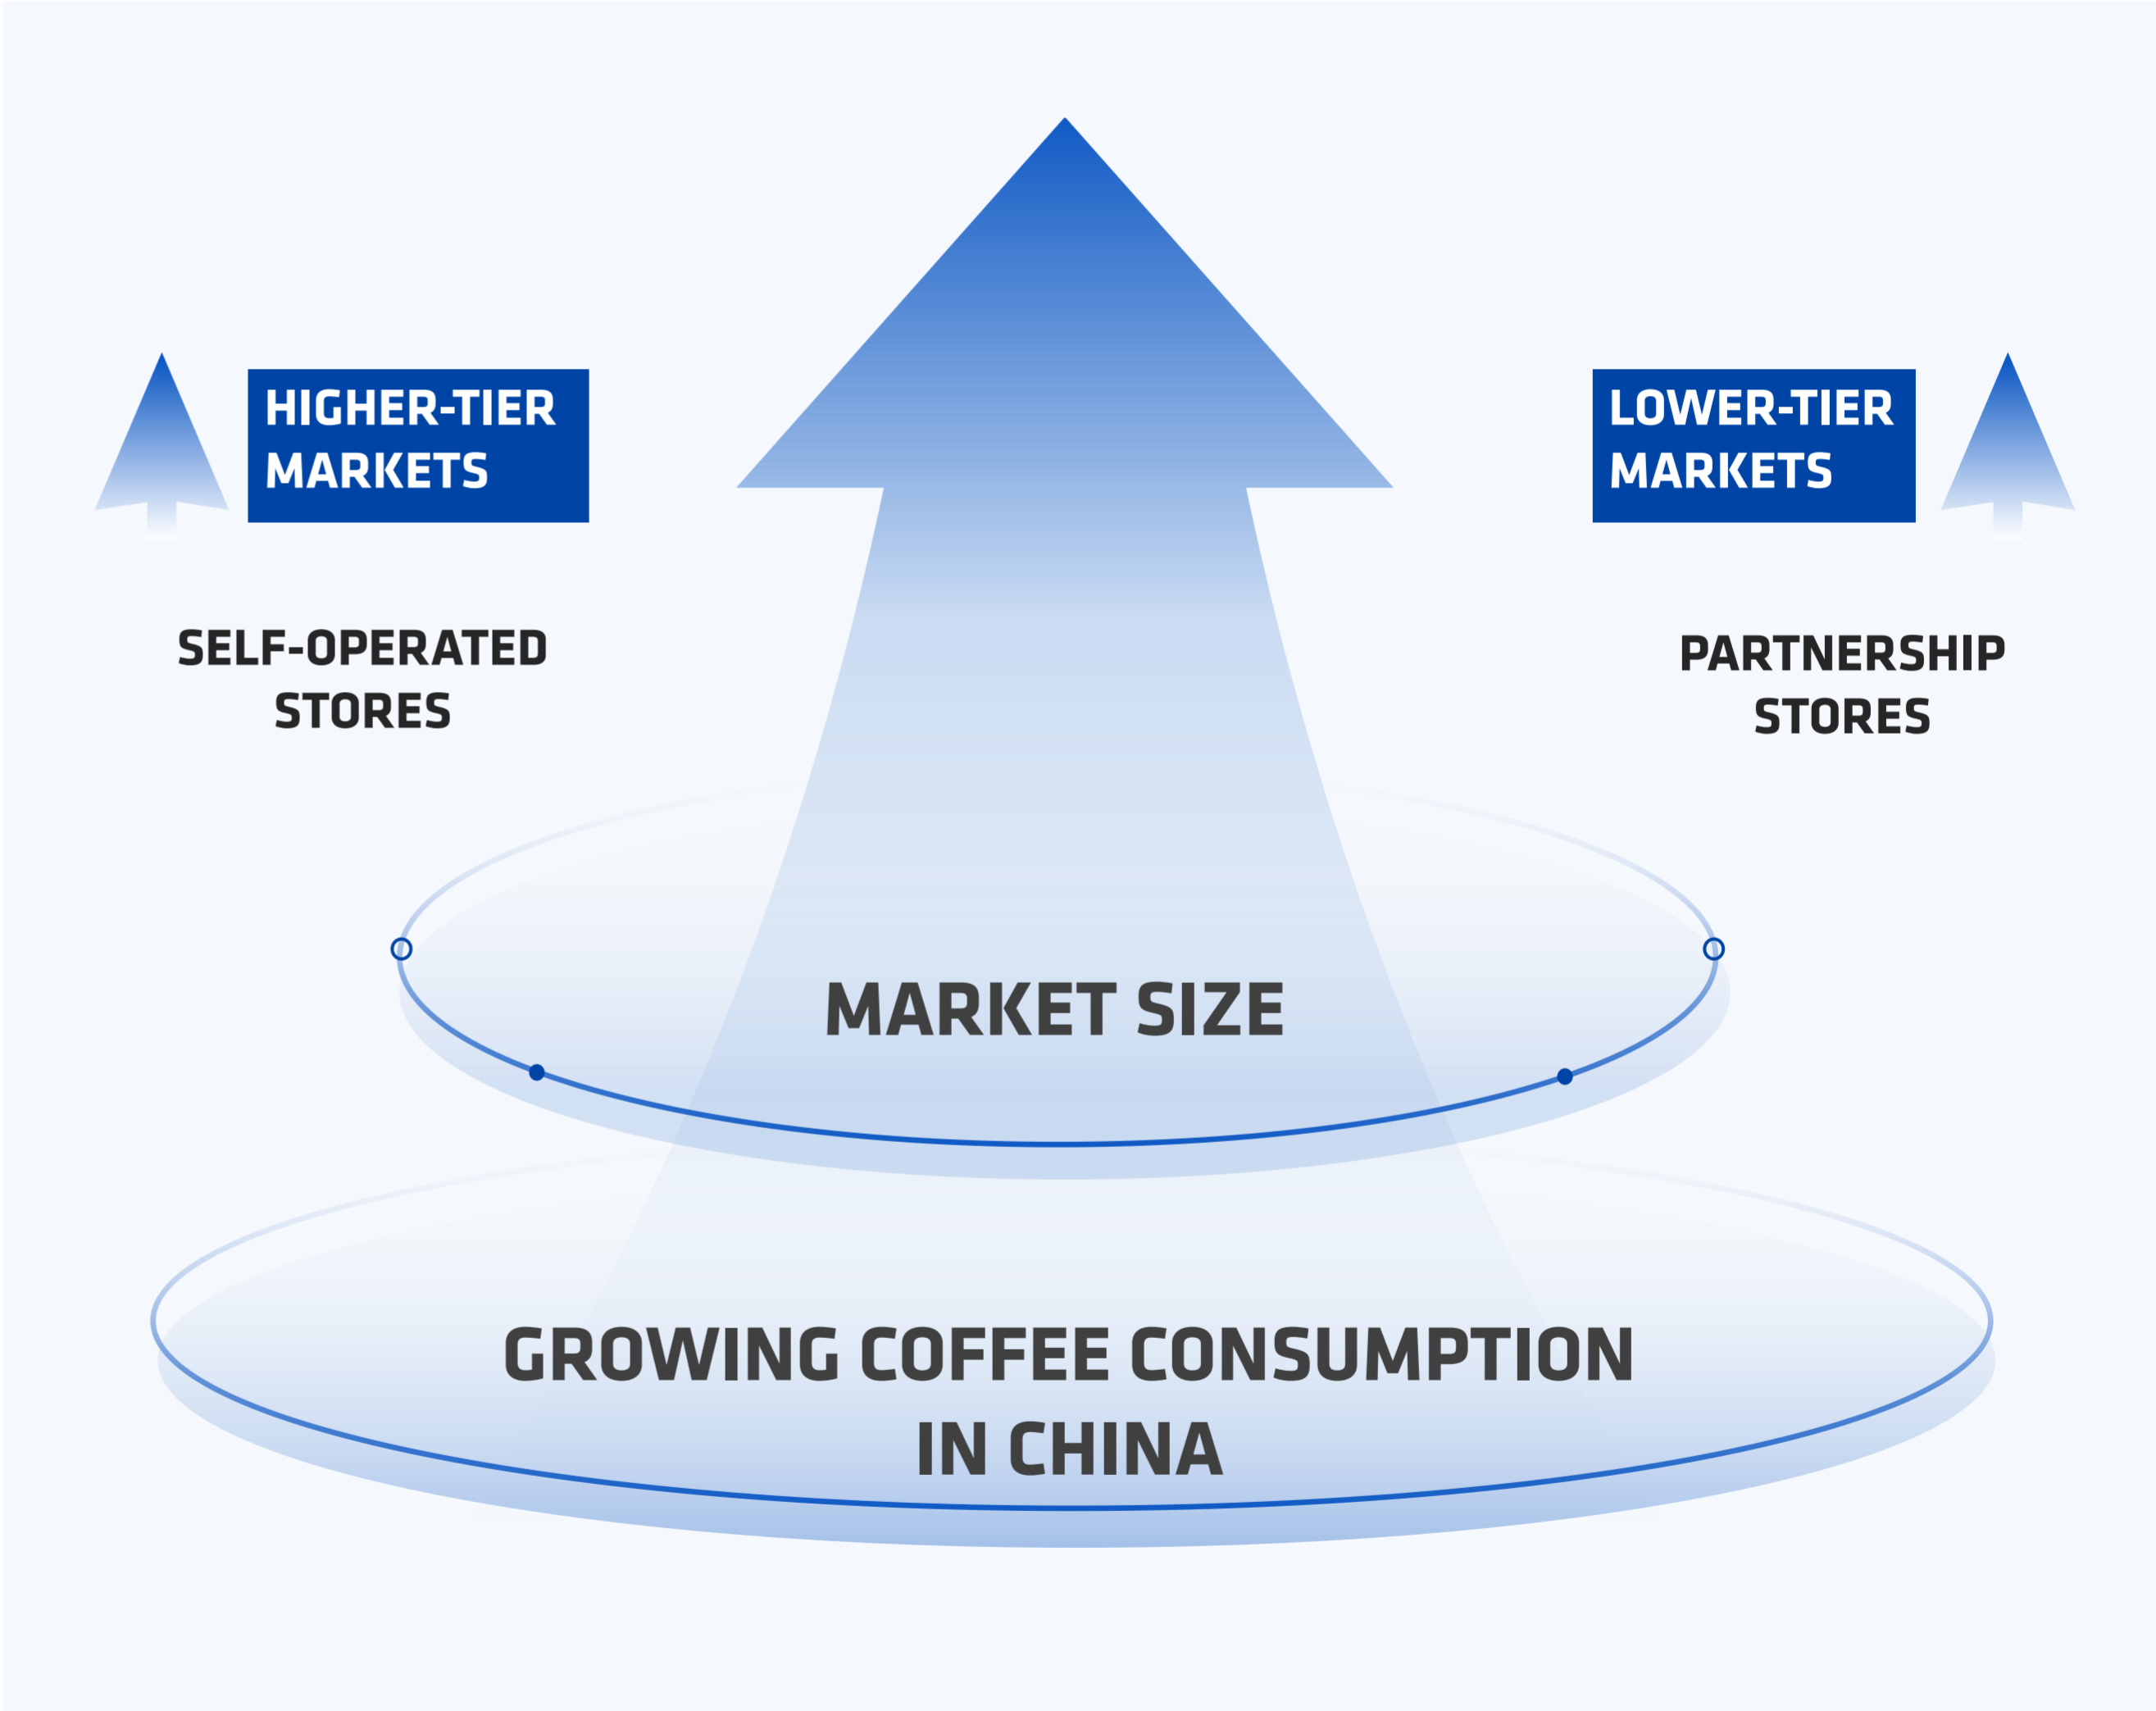 HIGHER-TIER
MARKETS
LOWER-TIER
MARKETS
SELF-OPERATED
STORES
PARTNERSHIP
STORES
MARKET SIZE
GROWING COFFEE CONSUMPTION
IN CHINA